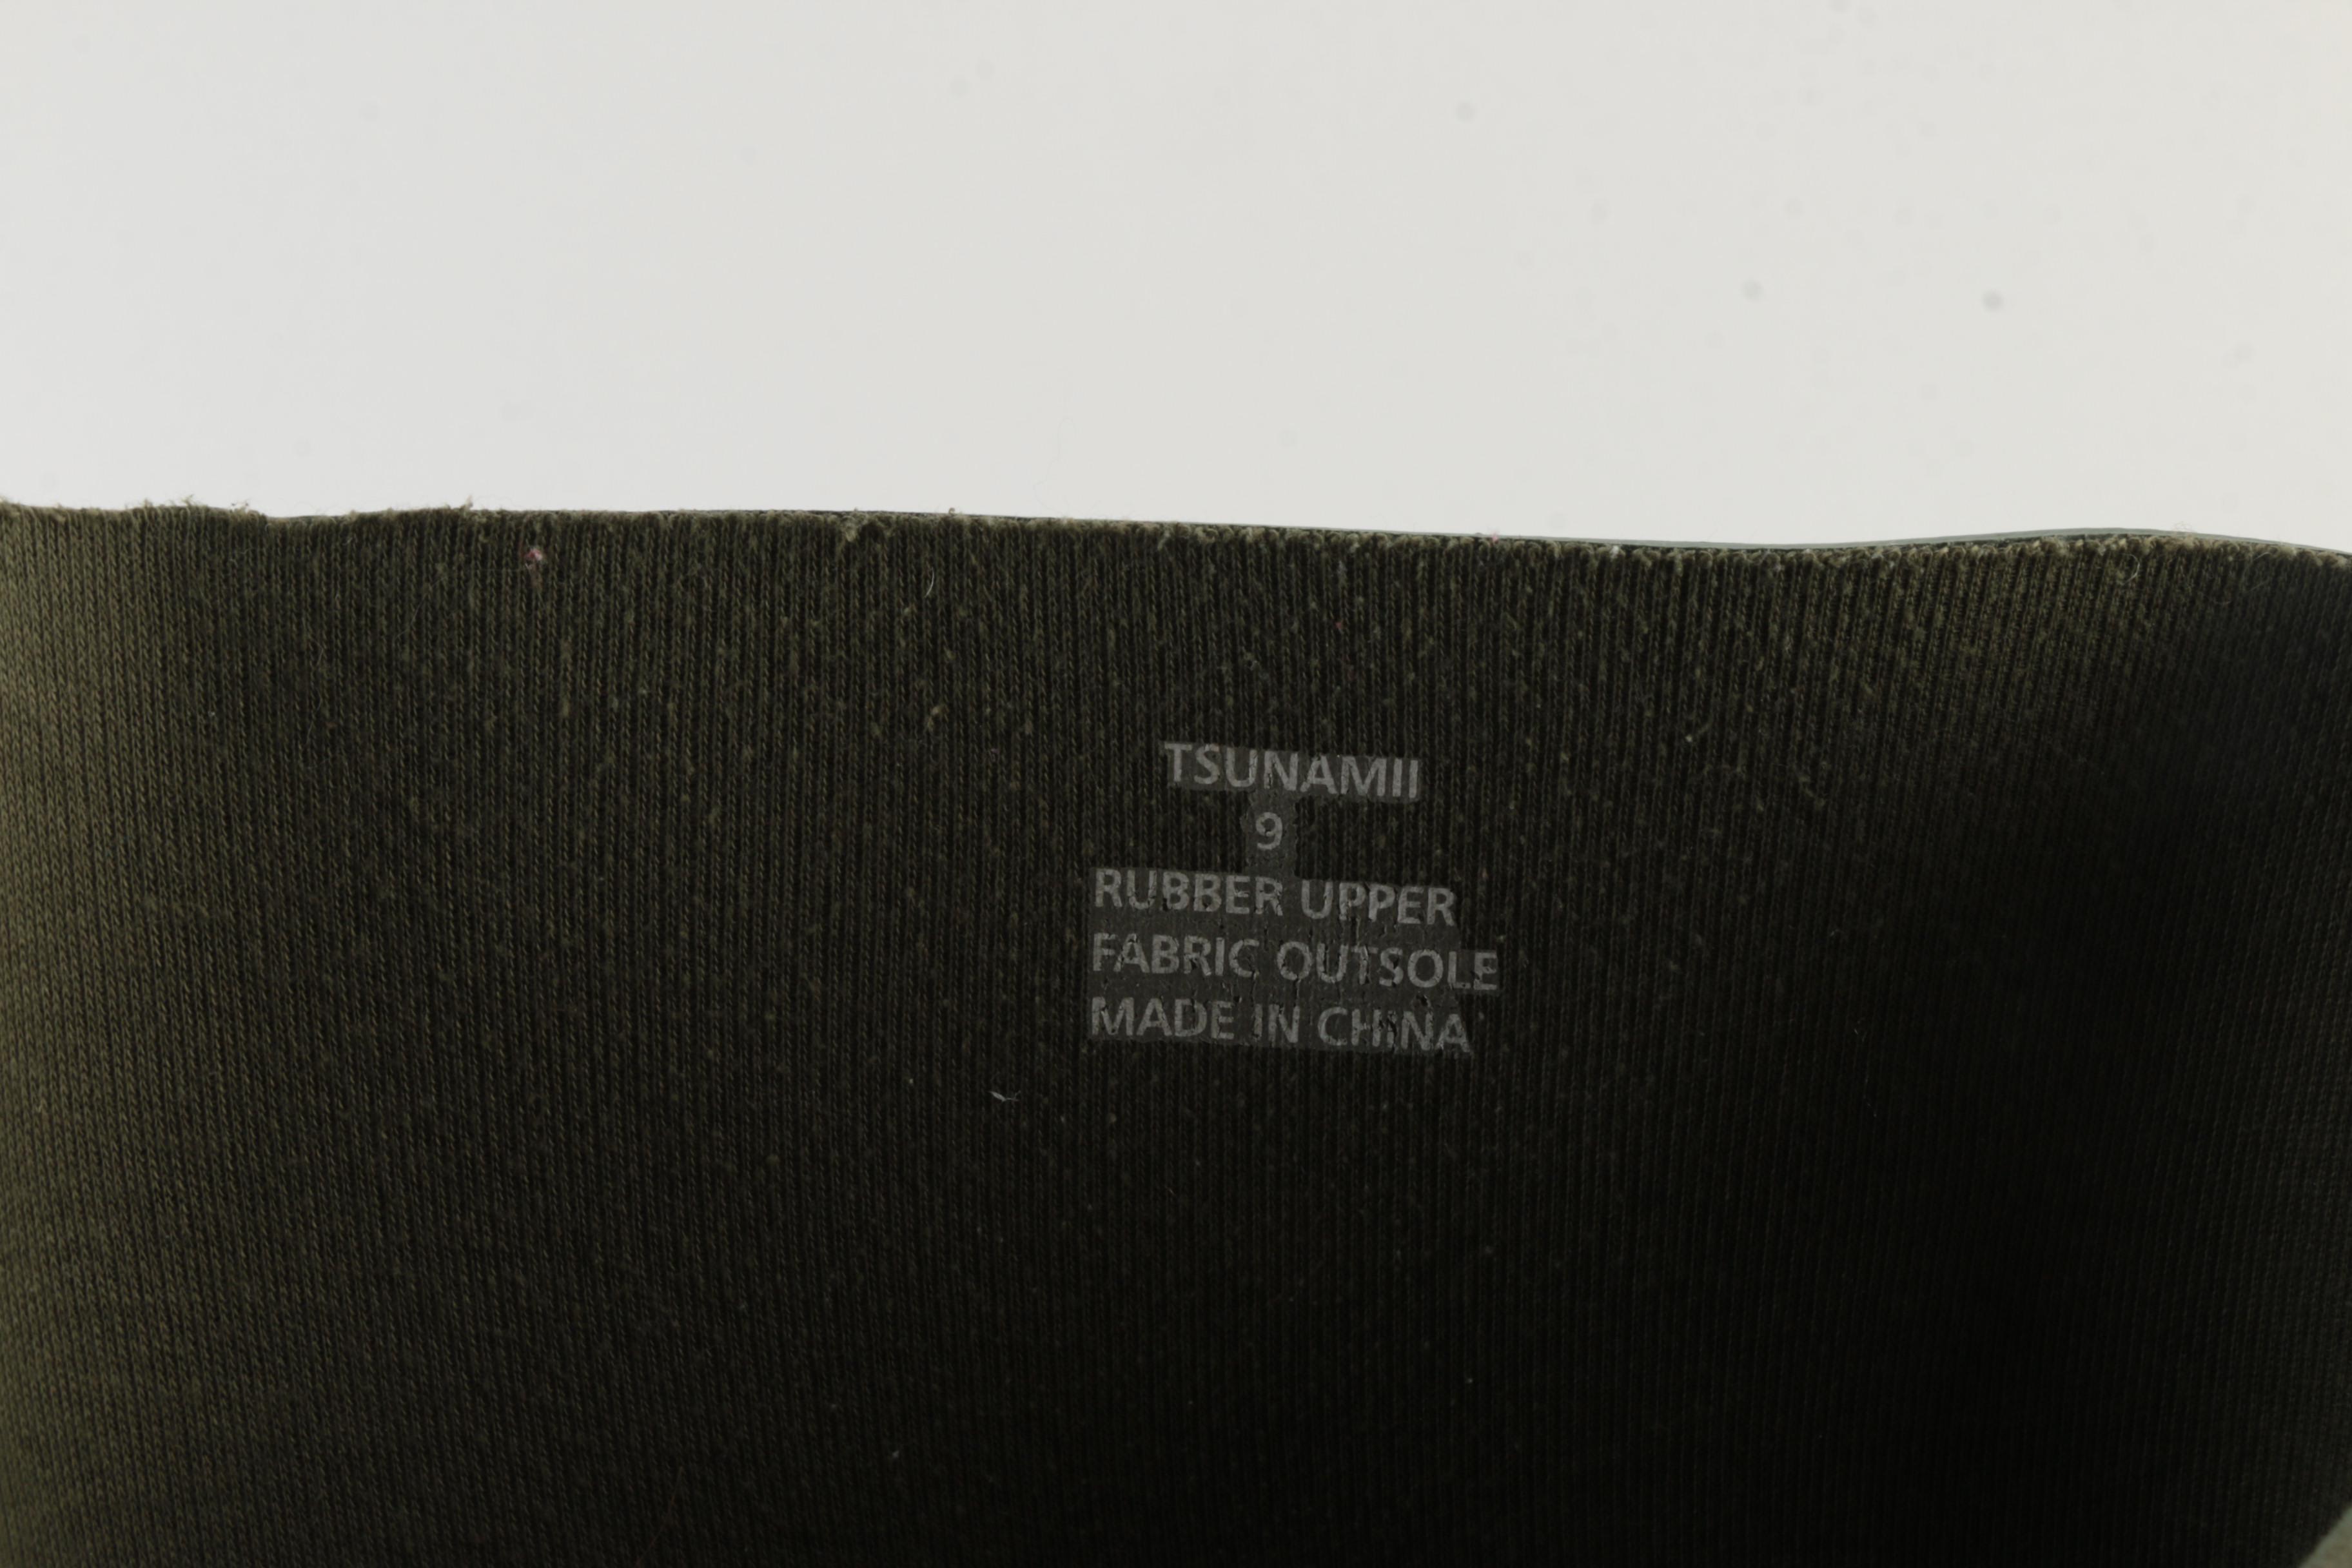 TSUNAMII
9
RUBBER UPPER
FABRIC OUTSOLE
MADE IN CHINA